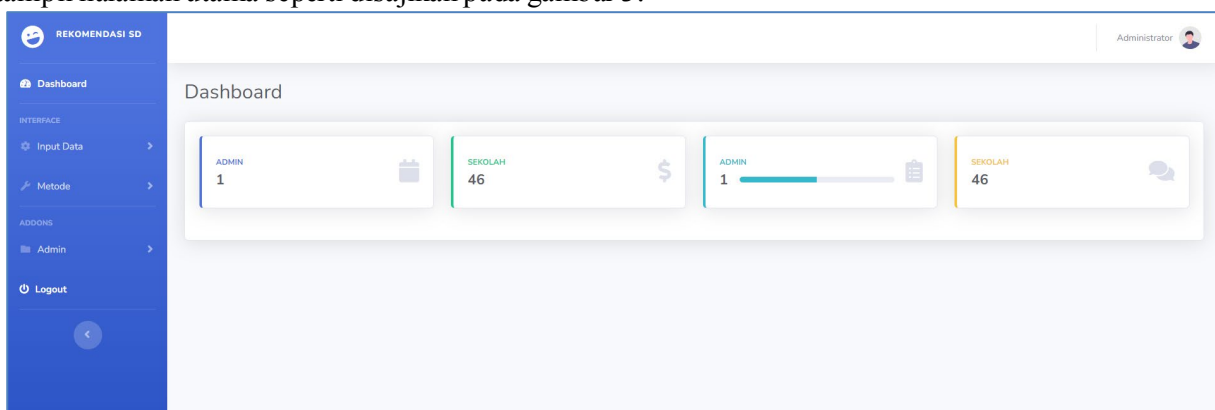 tampil halaman utama seperti disajikan pada gambar 3.
REKOMENDASI SD
Administrator
Dashboard
Dashboard
INTERFACE
Input Data
Metode
ADDONS
Admin
Logout
ADMIN
1
SEKOLAH
46
ADMIN
1
SEKOLAH
46